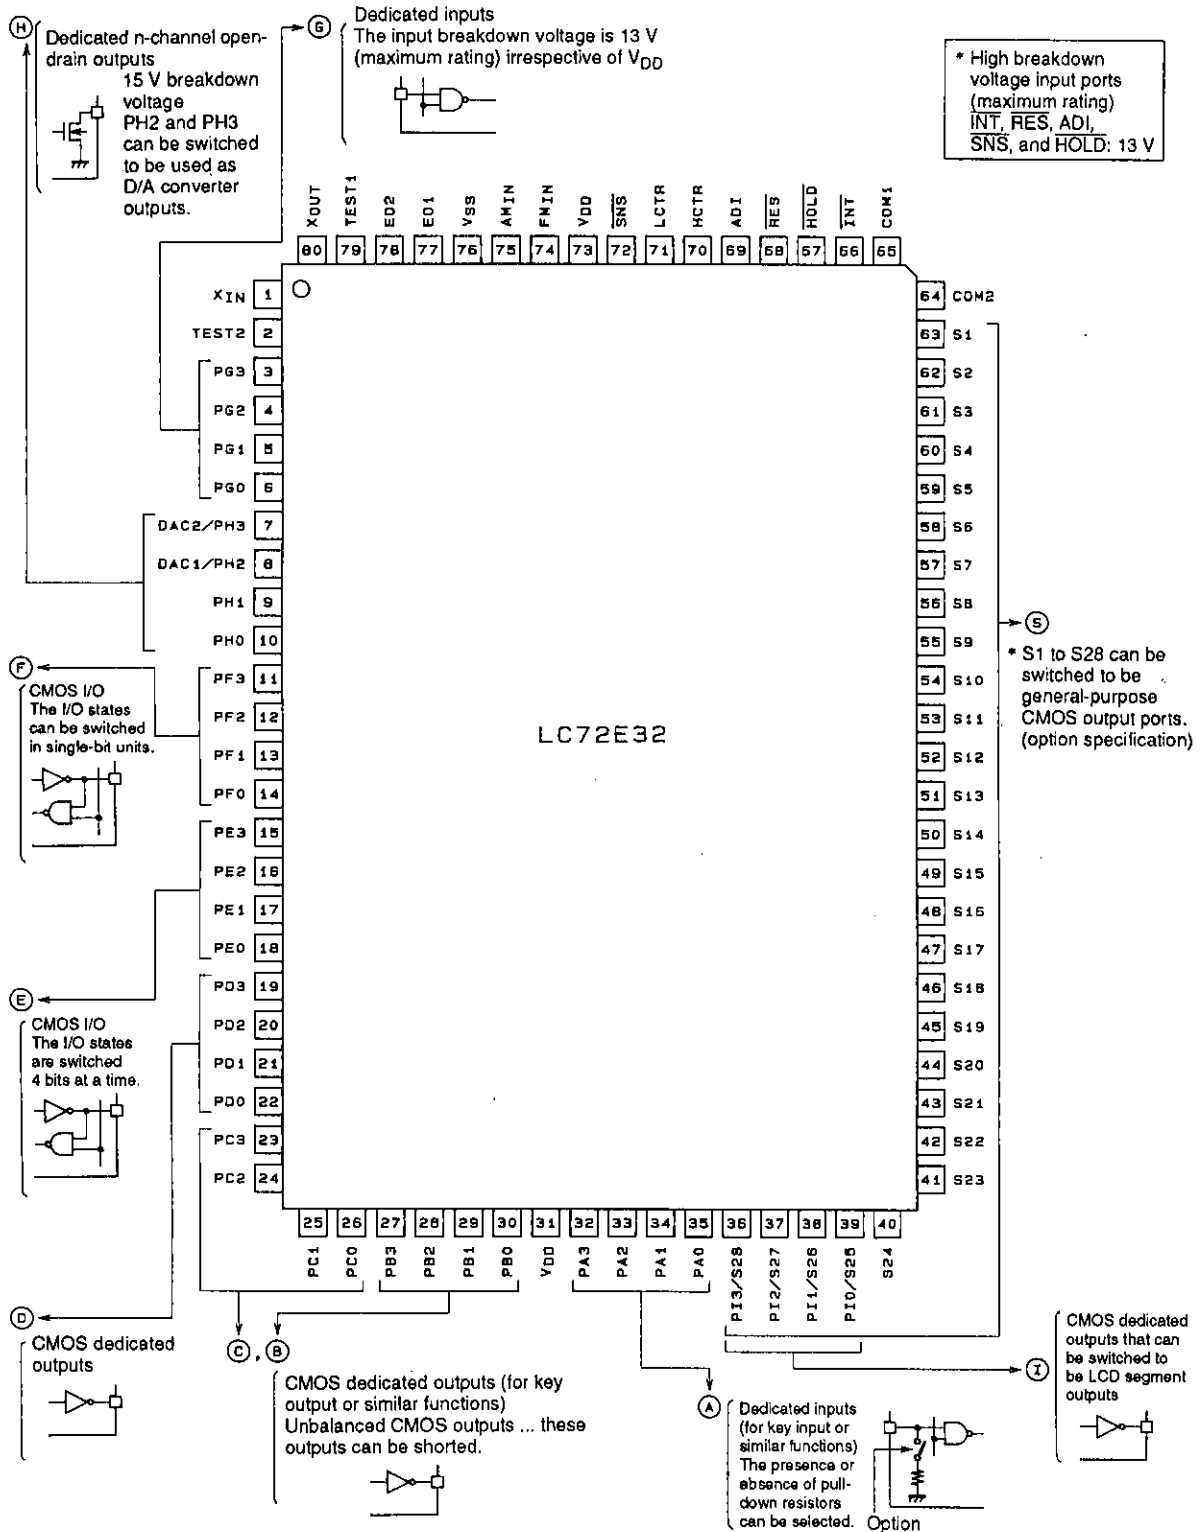 H
Dedicated n-channel open-
drain outputs
15 V breakdown
voltage
PH2 and PH3
can be switched
to be used as
D/A converter
outputs.
G
Dedicated inputs
The input breakdown voltage is 13 V
(maximum rating) irrespective of VDD
* High breakdown
voltage input ports
(maximum rating)
INT, RES, ADI,
SNS, and HOLD: 13 V
XOUT
TEST1
EO2
EO1
VSS
AMIN
FMIN
VDD
SNS
LCTR
HCTR
ADI
RES
HOLD
INT
COM1
80 79 78 77 76 75 74 73 72 71 70 69 68 67 66 65
XIN 1
TEST2 2
PG3 3
PG2 4
PG1 5
PG0 6
DAC2/PH3 7
DAC1/PH2 8
PH1 9
PH0 10
PF3 11
PF2 12
PF1 13
PF0 14
PE3 15
PE2 16
PE1 17
PE0 18
PD3 19
PD2 20
PD1 21
PD0 22
PC3 23
PC2 24
LC72E32
64 COM2
63 S1
62 S2
61 S3
60 S4
59 S5
58 S6
57 S7
56 S8
55 S9
54 S10
53 S11
52 S12
51 S13
50 S14
49 S15
48 S16
47 S17
46 S18
45 S19
44 S20
43 S21
42 S22
41 S23
S
* S1 to S28 can be
switched to be
general-purpose
CMOS output ports.
(option specification)
F
CMOS I/O
The I/O states
can be switched
in single-bit units.
E
CMOS I/O
The I/O states
are switched
4 bits at a time.
25 26 27 28 29 30 31 32 33 34 35 36 37 38 39 40
PC1
PC0
PB3
PB2
PB1
PB0
VDD
PA3
PA2
PA1
PA0
PI3/S28
PI2/S27
PI1/S26
PI0/S25
S24
D
CMOS dedicated
outputs
C, B
CMOS dedicated outputs (for key
output or similar functions)
Unbalanced CMOS outputs ... these
outputs can be shorted.
A
Dedicated inputs
(for key input or
similar functions)
The presence or
absence of pull-
down resistors
can be selected.
Option
I
CMOS dedicated
outputs that can
be switched to
be LCD segment
outputs